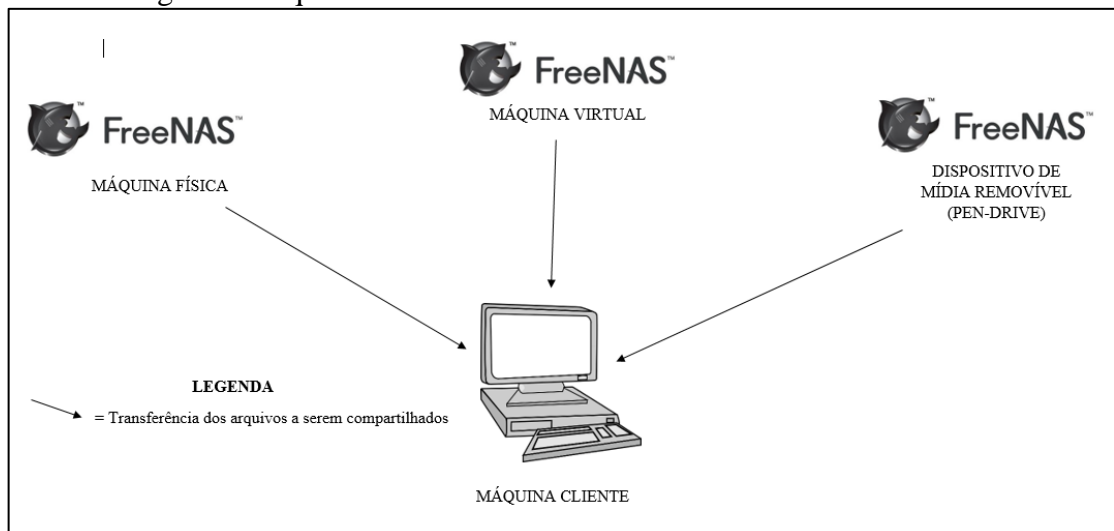 FreeNAS™
MÁQUINA VIRTUAL
FreeNAS™
MÁQUINA FÍSICA
FreeNAS™
DISPOSITIVO DE
MÍDIA REMOVÍVEL
(PEN-DRIVE)
LEGENDA
= Transferência dos arquivos a serem compartilhados
MÁQUINA CLIENTE